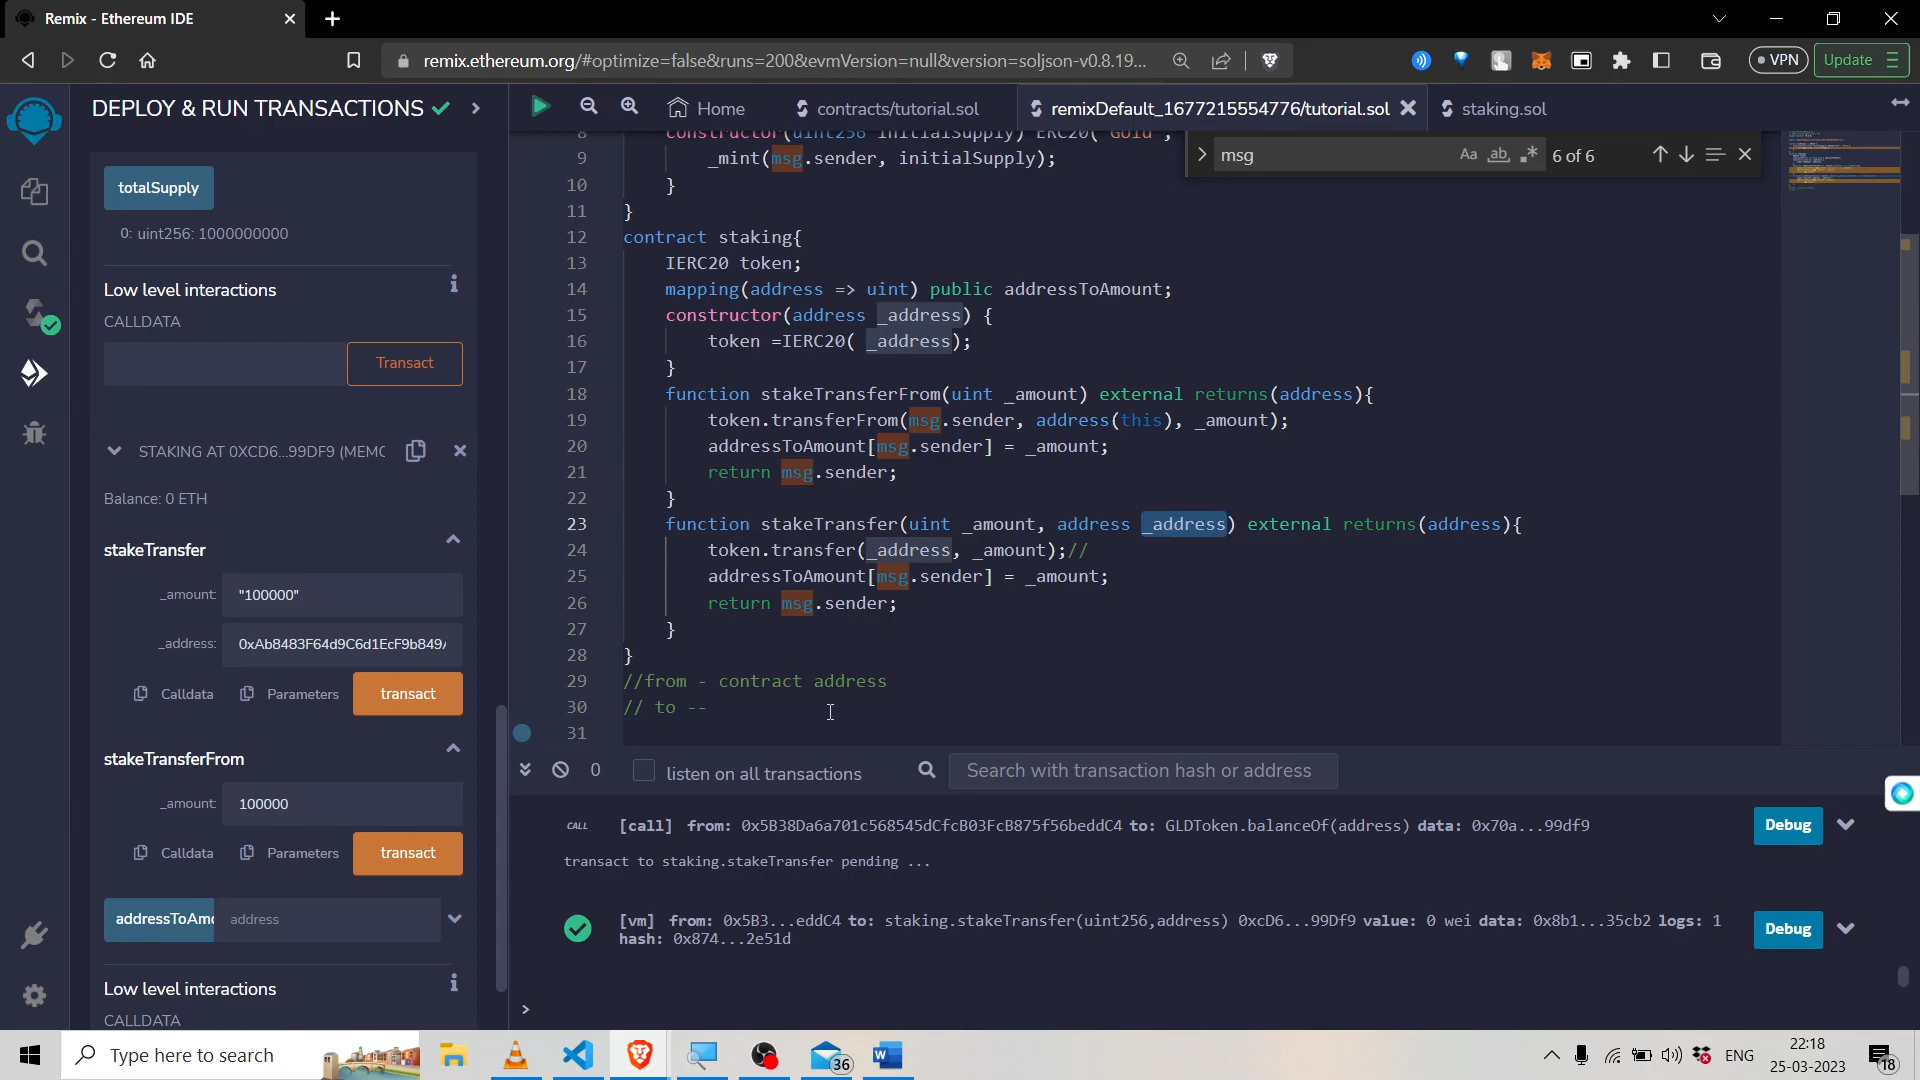 Remix - Ethereum IDE
remix.ethereum.org/#optimize=false&runs=200&evmVersion=null&version=soljson-v0.8.19...
VPN
Update
DEPLOY & RUN TRANSACTIONS
Home
contracts/tutorial.sol
remixDefault_1677215554776/tutorial.sol
staking.sol
totalSupply
0: uint256: 1000000000
Low level interactions
CALLDATA
Transact
STAKING AT 0XCD6...99DF9 (MEMC
Balance: 0 ETH
stakeTransfer
_amount: "100000"
_address: 0xAb8483F64d9C6d1EcF9b849
Calldata Parameters transact
stakeTransferFrom
_amount: 100000
Calldata Parameters transact
addressToAmo address
Low level interactions
CALLDATA
msg
Aa ab 6 of 6
8 constructor(uint256 initialSupply) ERC20("Gold",
9 _mint(msg.sender, initialSupply);
10 }
11 }
12 contract staking{
13 IERC20 token;
14 mapping(address => uint) public addressToAmount;
15 constructor(address _address) {
16 token =IERC20( _address);
17 }
18 function stakeTransferFrom(uint _amount) external returns(address){
19 token.transferFrom(msg.sender, address(this), _amount);
20 addressToAmount[msg.sender] = _amount;
21 return msg.sender;
22 }
23 function stakeTransfer(uint _amount, address _address) external returns(address){
24 token.transfer(_address, _amount);//
25 addressToAmount[msg.sender] = _amount;
26 return msg.sender;
27 }
28 }
29 //from - contract address
30 // to --
31
0 listen on all transactions Search with transaction hash or address
CALL [call] from: 0x5B38Da6a701c568545dCfcB03FcB875f56beddC4 to: GLDToken.balanceOf(address) data: 0x70a...99df9 Debug
transact to staking.stakeTransfer pending ...
[vm] from: 0x5B3...eddC4 to: staking.stakeTransfer(uint256,address) 0xcD6...99Df9 value: 0 wei data: 0x8b1...35cb2 logs: 1
hash: 0x874...2e51d
Debug
>
Type here to search
36
ENG
22:18
25-03-2023
18